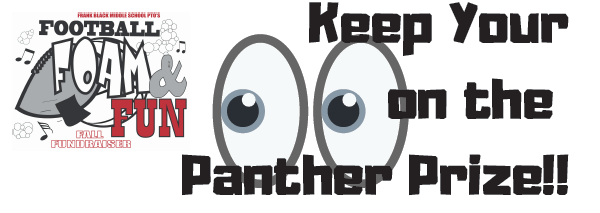 FRANK BLACK MIDDLE SCHOOL PTO'S
FOOTBALL
FOAM
&
FUN
FALL
FUNDRAISER
Keep Your
on the
Panther Prize!!